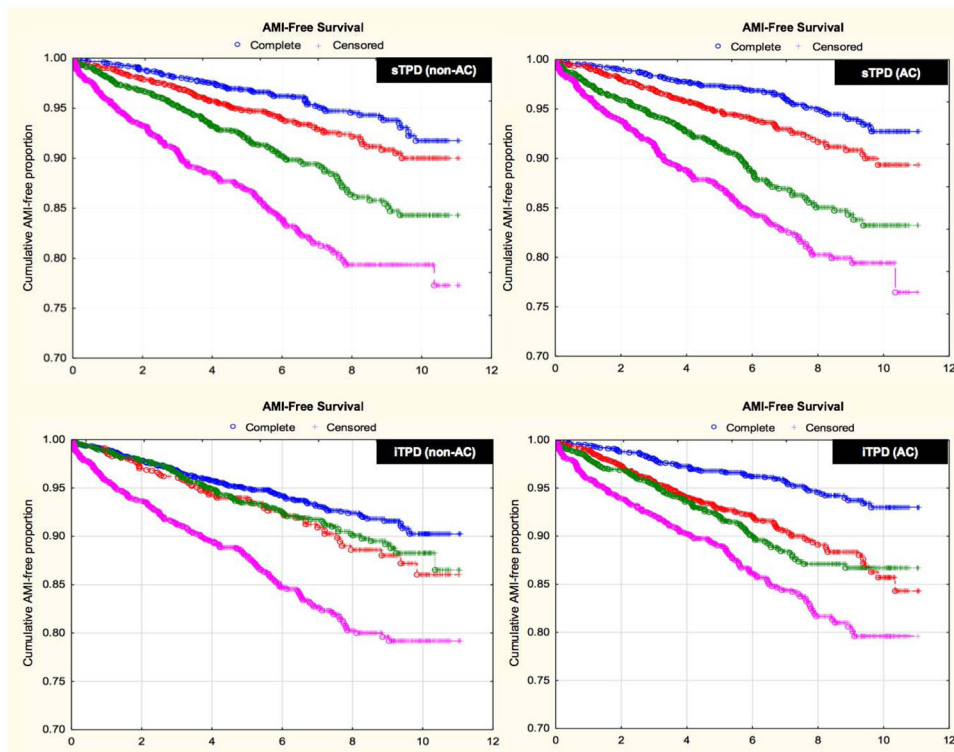 AMI-Free Survival
Complete Censored
sTPD (non-AC)
Cumulative AMI-free proportion
1.00
0.95
0.90
0.85
0.80
0.75
0.70
0 2 4 6 8 10 12
AMI-Free Survival
Complete Censored
sTPD (AC)
Cumulative AMI-free proportion
1.00
0.95
0.90
0.85
0.80
0.75
0.70
0 2 4 6 8 10 12
AMI-Free Survival
Complete Censored
iTPD (non-AC)
Cumulative AMI-free proportion
1.00
0.95
0.90
0.85
0.80
0.70
0 2 4 6 8 10 12
AMI-Free Survival
Complete Censored
iTPD (AC)
Cumulative AMI-free proportion
1.00
0.95
0.90
0.85
0.80
0.70
0 2 4 6 8 10 12